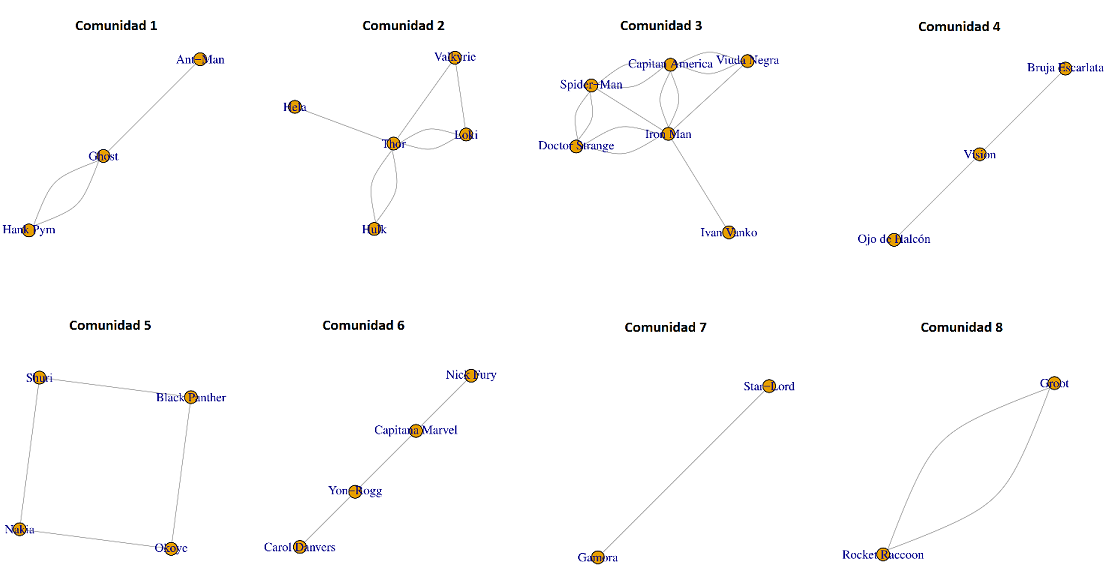 Comunidad 1
Comunidad 2
Comunidad 3
Comunidad 4
Ant-Man
Ghost
Hank Pym
Valkyrie
Hela
Thor
Loki
Hulk
Capitan America
Viuda Negra
Spider-Man
Iron Man
Doctor Strange
Ivan Vanko
Bruja Escarlata
Vision
Ojo de Halcón
Comunidad 5
Comunidad 6
Comunidad 7
Comunidad 8
Shuri
Black Panther
Nakia
Okoye
Nick Fury
Capitana Marvel
Yon-Rogg
Carol Danvers
Star-Lord
Gamora
Groot
Rocket Raccoon